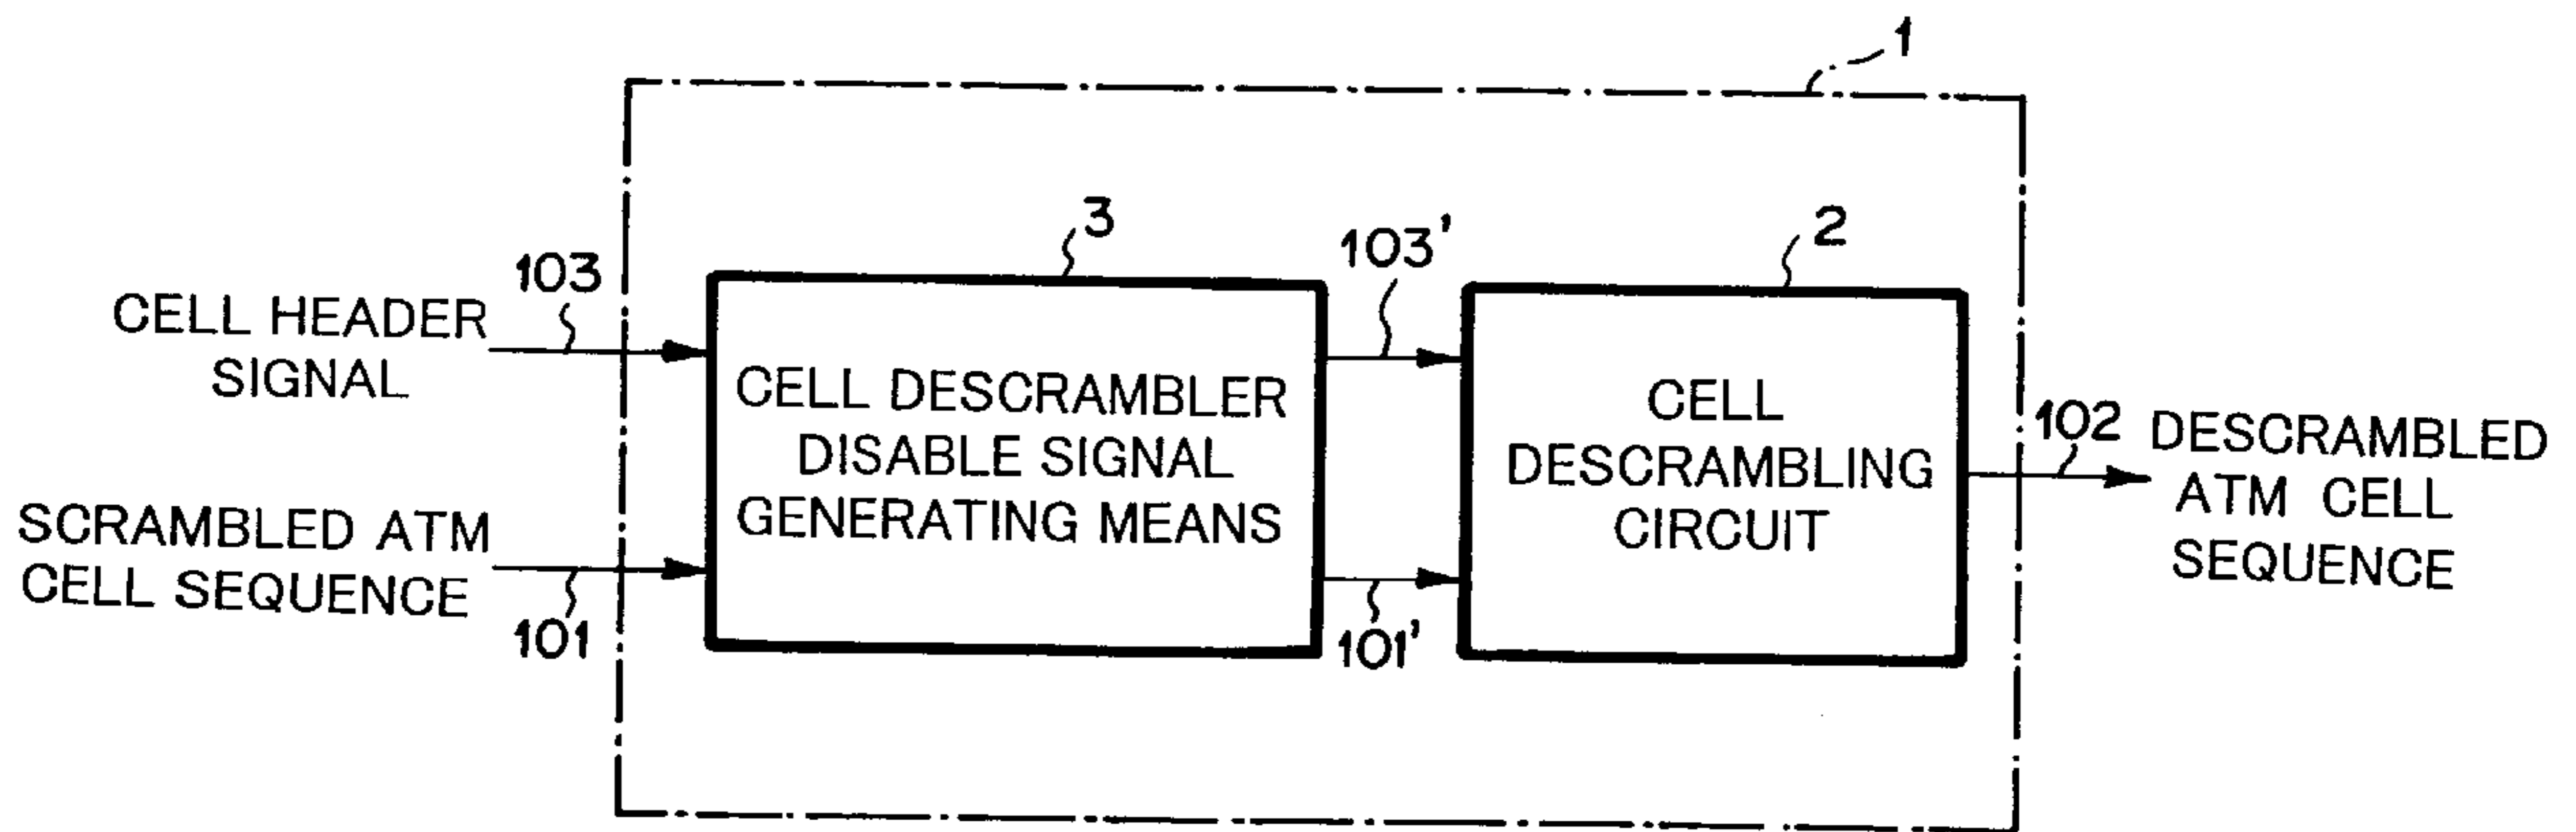 1
3
103'
2
103
CELL HEADER
SIGNAL
CELL DESCRAMBLER
DISABLE SIGNAL
GENERATING MEANS
CELL
DESCRAMBLING
CIRCUIT
102
DESCRAMBLED
ATM CELL
SEQUENCE
SCRAMBLED ATM
CELL SEQUENCE
101
101'